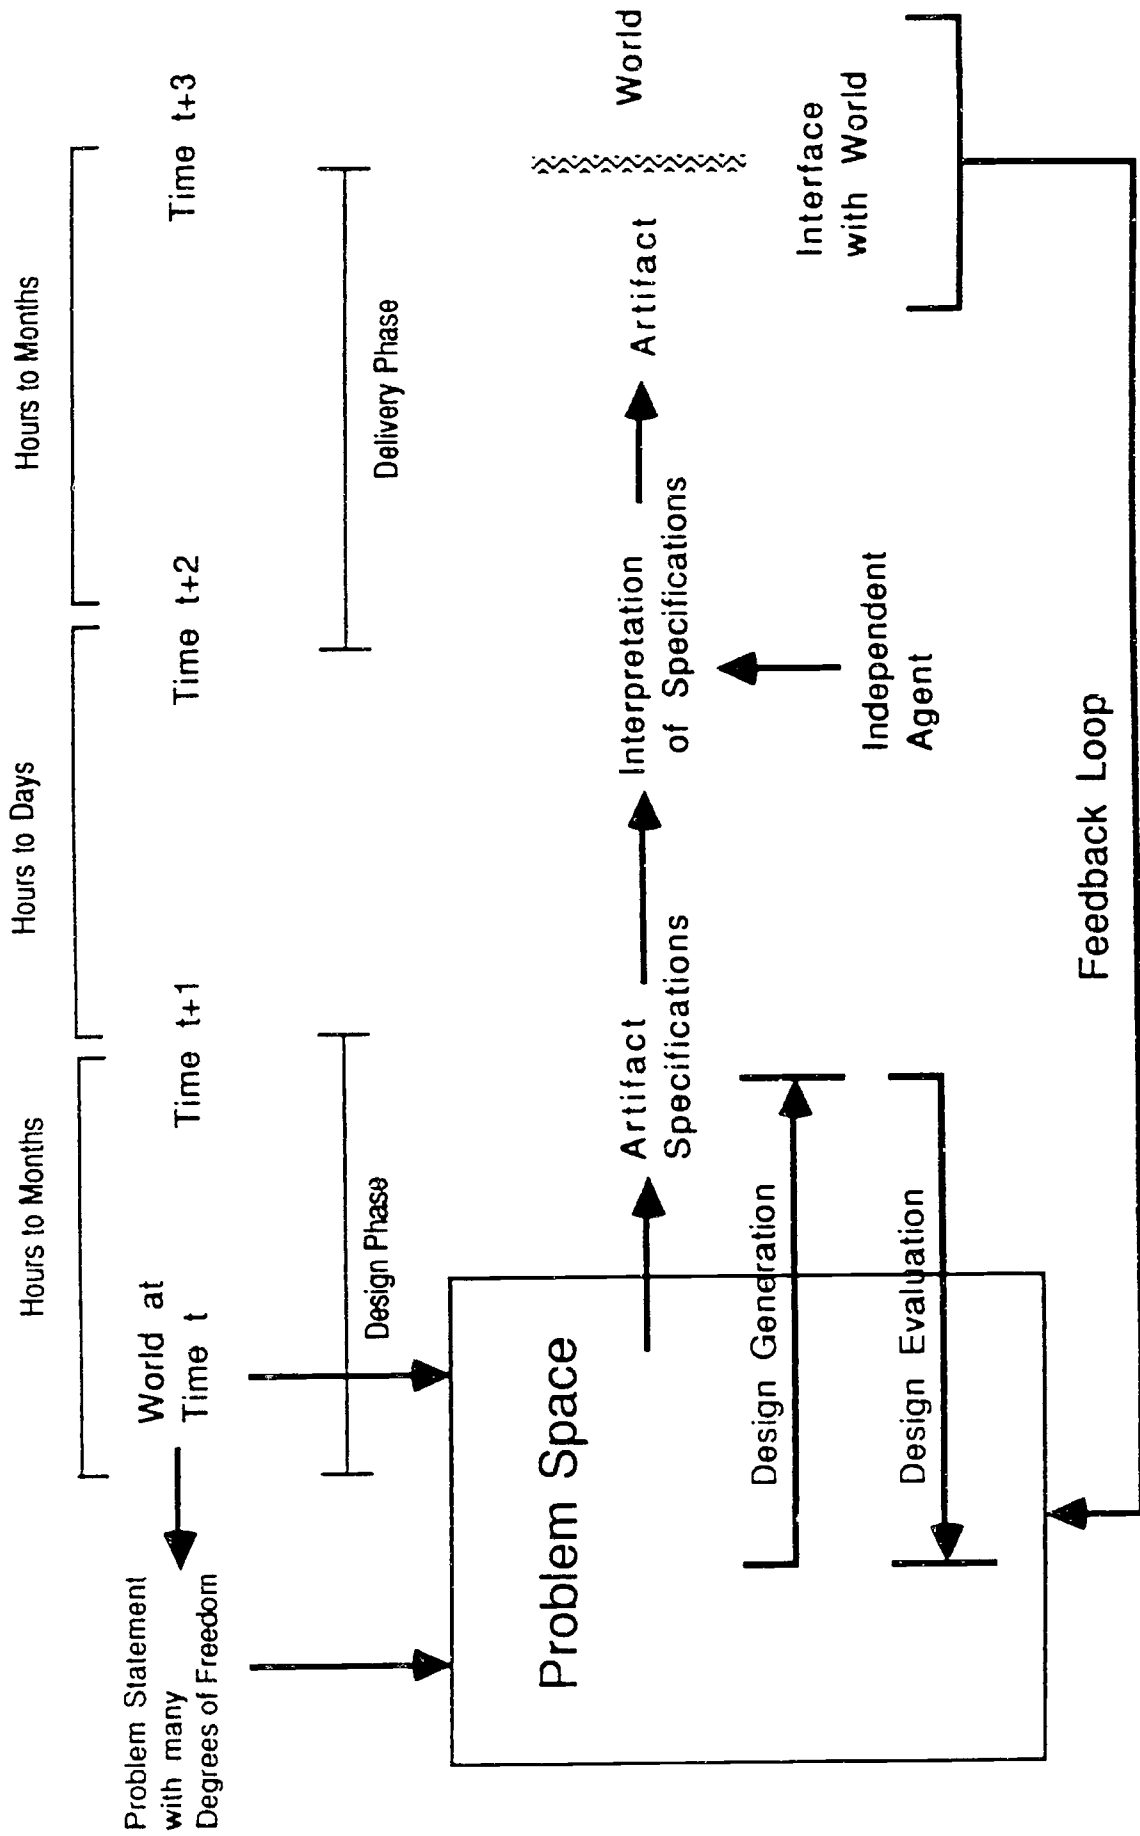 Hours to Months
Hours to Days
Hours to Months
World at
Time t
Time t+1
Time t+2
Time t+3
Problem Statement
with many
Degrees of Freedom
Design Phase
Delivery Phase
Problem Space
Artifact
Specifications
Interpretation
of Specifications
Artifact
World
Design Generation
Design Evaluation
Independent
Agent
Interface
with World
Feedback Loop